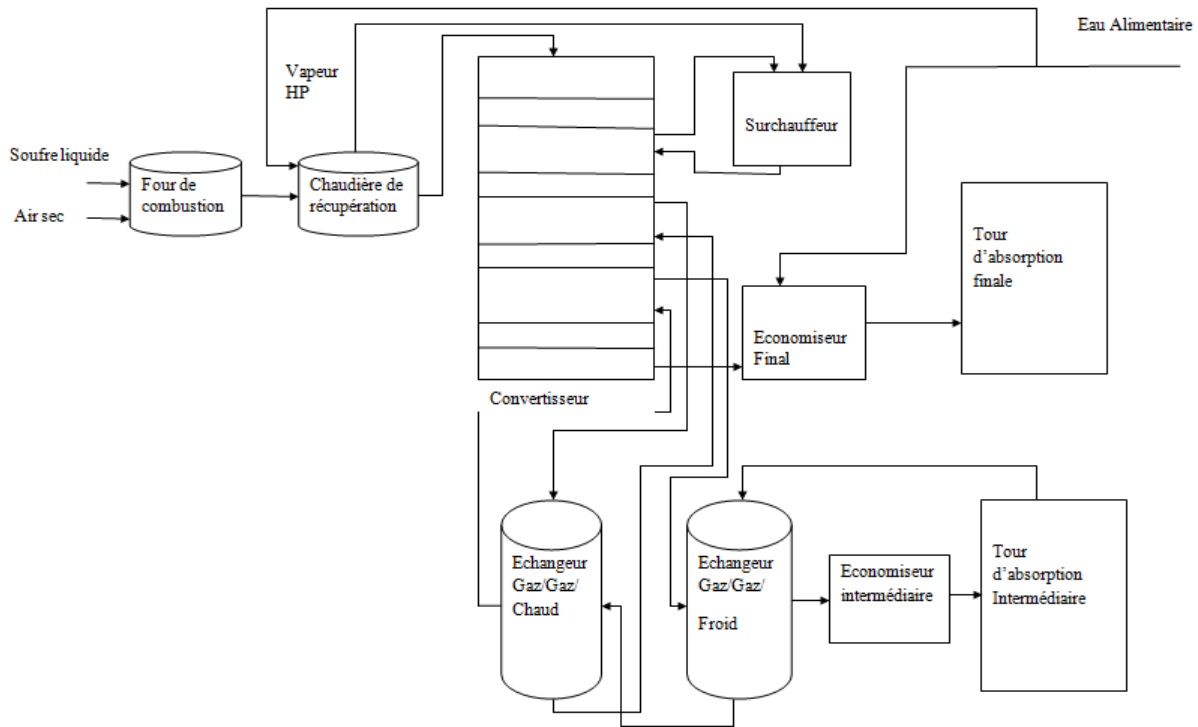 Eau Alimentaire
Vapeur
HP
Surchauffeur
Soufre liquide
Four de
combustion
Chaudière de
récupération
Air sec
Tour
d’absorption
finale
Economiseur
Final
Convertisseur
Echangeur
Gaz/Gaz/
Chaud
Echangeur
Gaz/Gaz/
Froid
Economiseur
intermédiaire
Tour
d’absorption
Intermédiaire